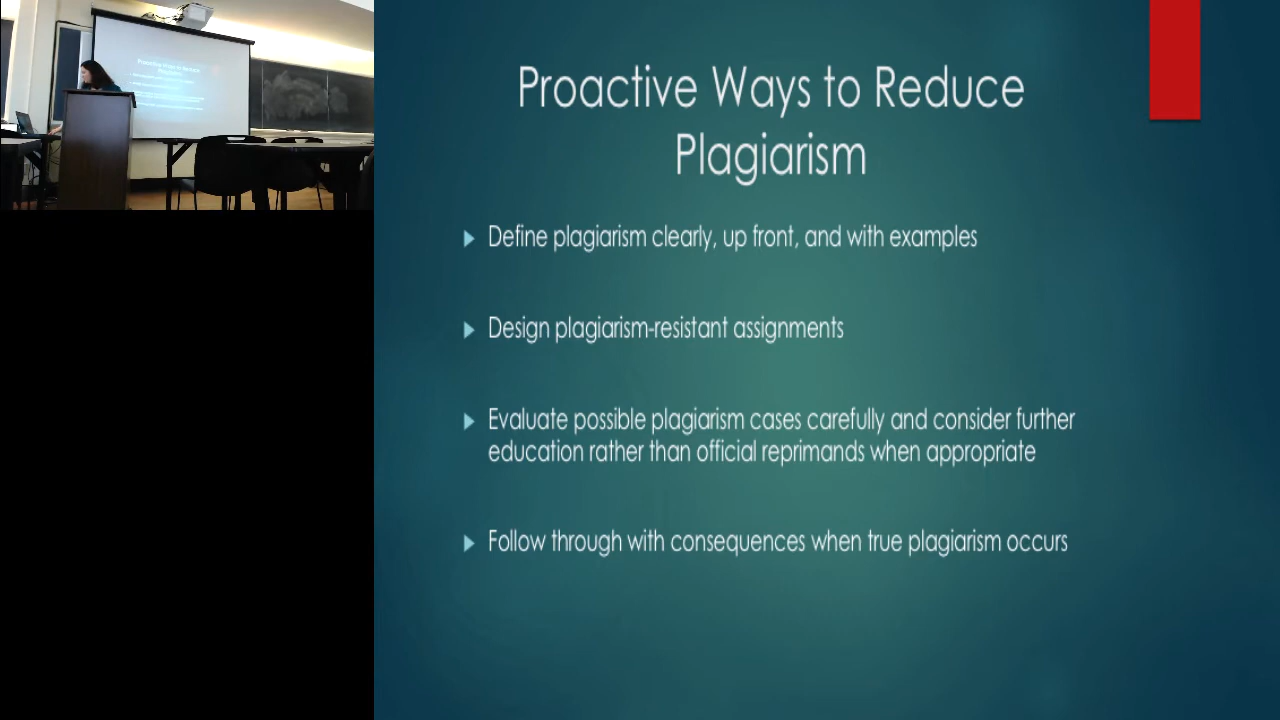 Proactive Ways to Reduce
Plagiarism
Define plagiarism clearly, up front, and with examples
Design plagiarism-resistant assignments
Evaluate possible plagiarism cases carefully and consider further
education rather than official reprimands when appropriate
Follow through with consequences when true plagiarism occurs